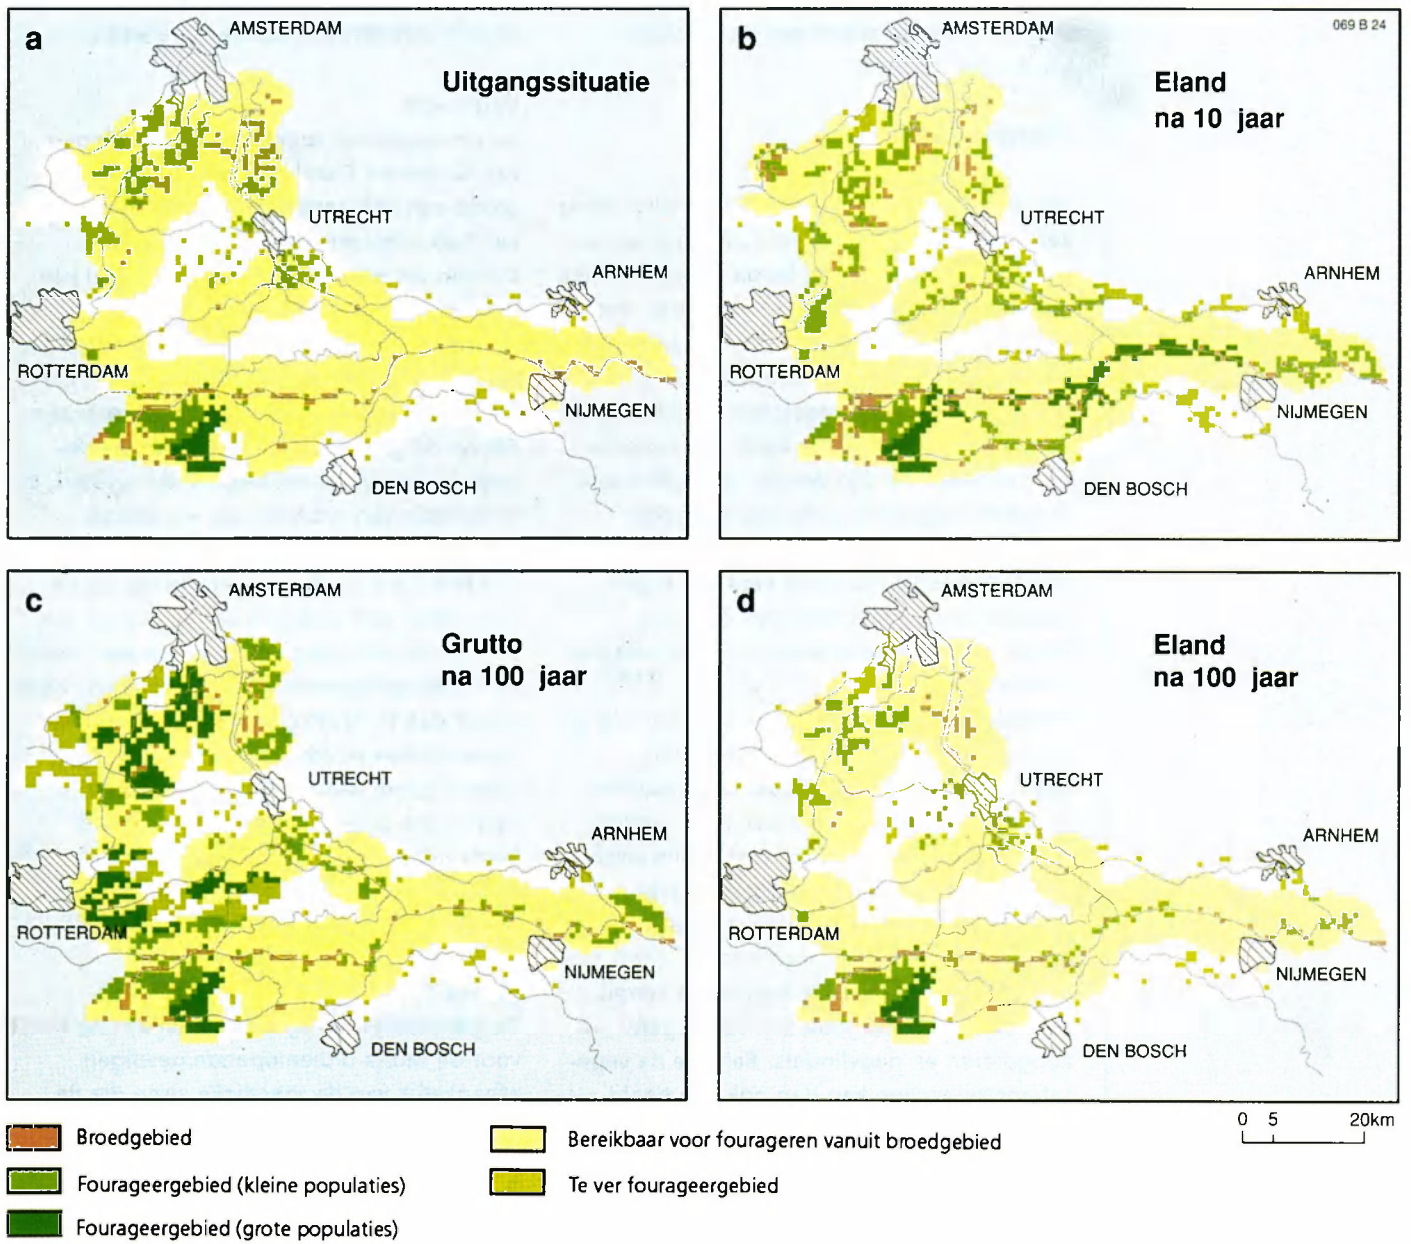 a
AMSTERDAM
Uitgangssituatie
UTRECHT
ARNHEM
ROTTERDAM
NIJMEGEN
DEN BOSCH
b
AMSTERDAM
069 B 24
Eland
na 10 jaar
UTRECHT
ARNHEM
ROTTERDAM
NIJMEGEN
DEN BOSCH
c
AMSTERDAM
Grutto
na 100 jaar
UTRECHT
ARNHEM
ROTTERDAM
NIJMEGEN
DEN BOSCH
d
AMSTERDAM
Eland
na 100 jaar
UTRECHT
ARNHEM
ROTTERDAM
NIJMEGEN
DEN BOSCH
Broedgebied
Fourageergebied (kleine populaties)
Fourageergebied (grote populaties)
Bereikbaar voor fourageren vanuit broedgebied
Te ver fourageergebied
0 5 20km